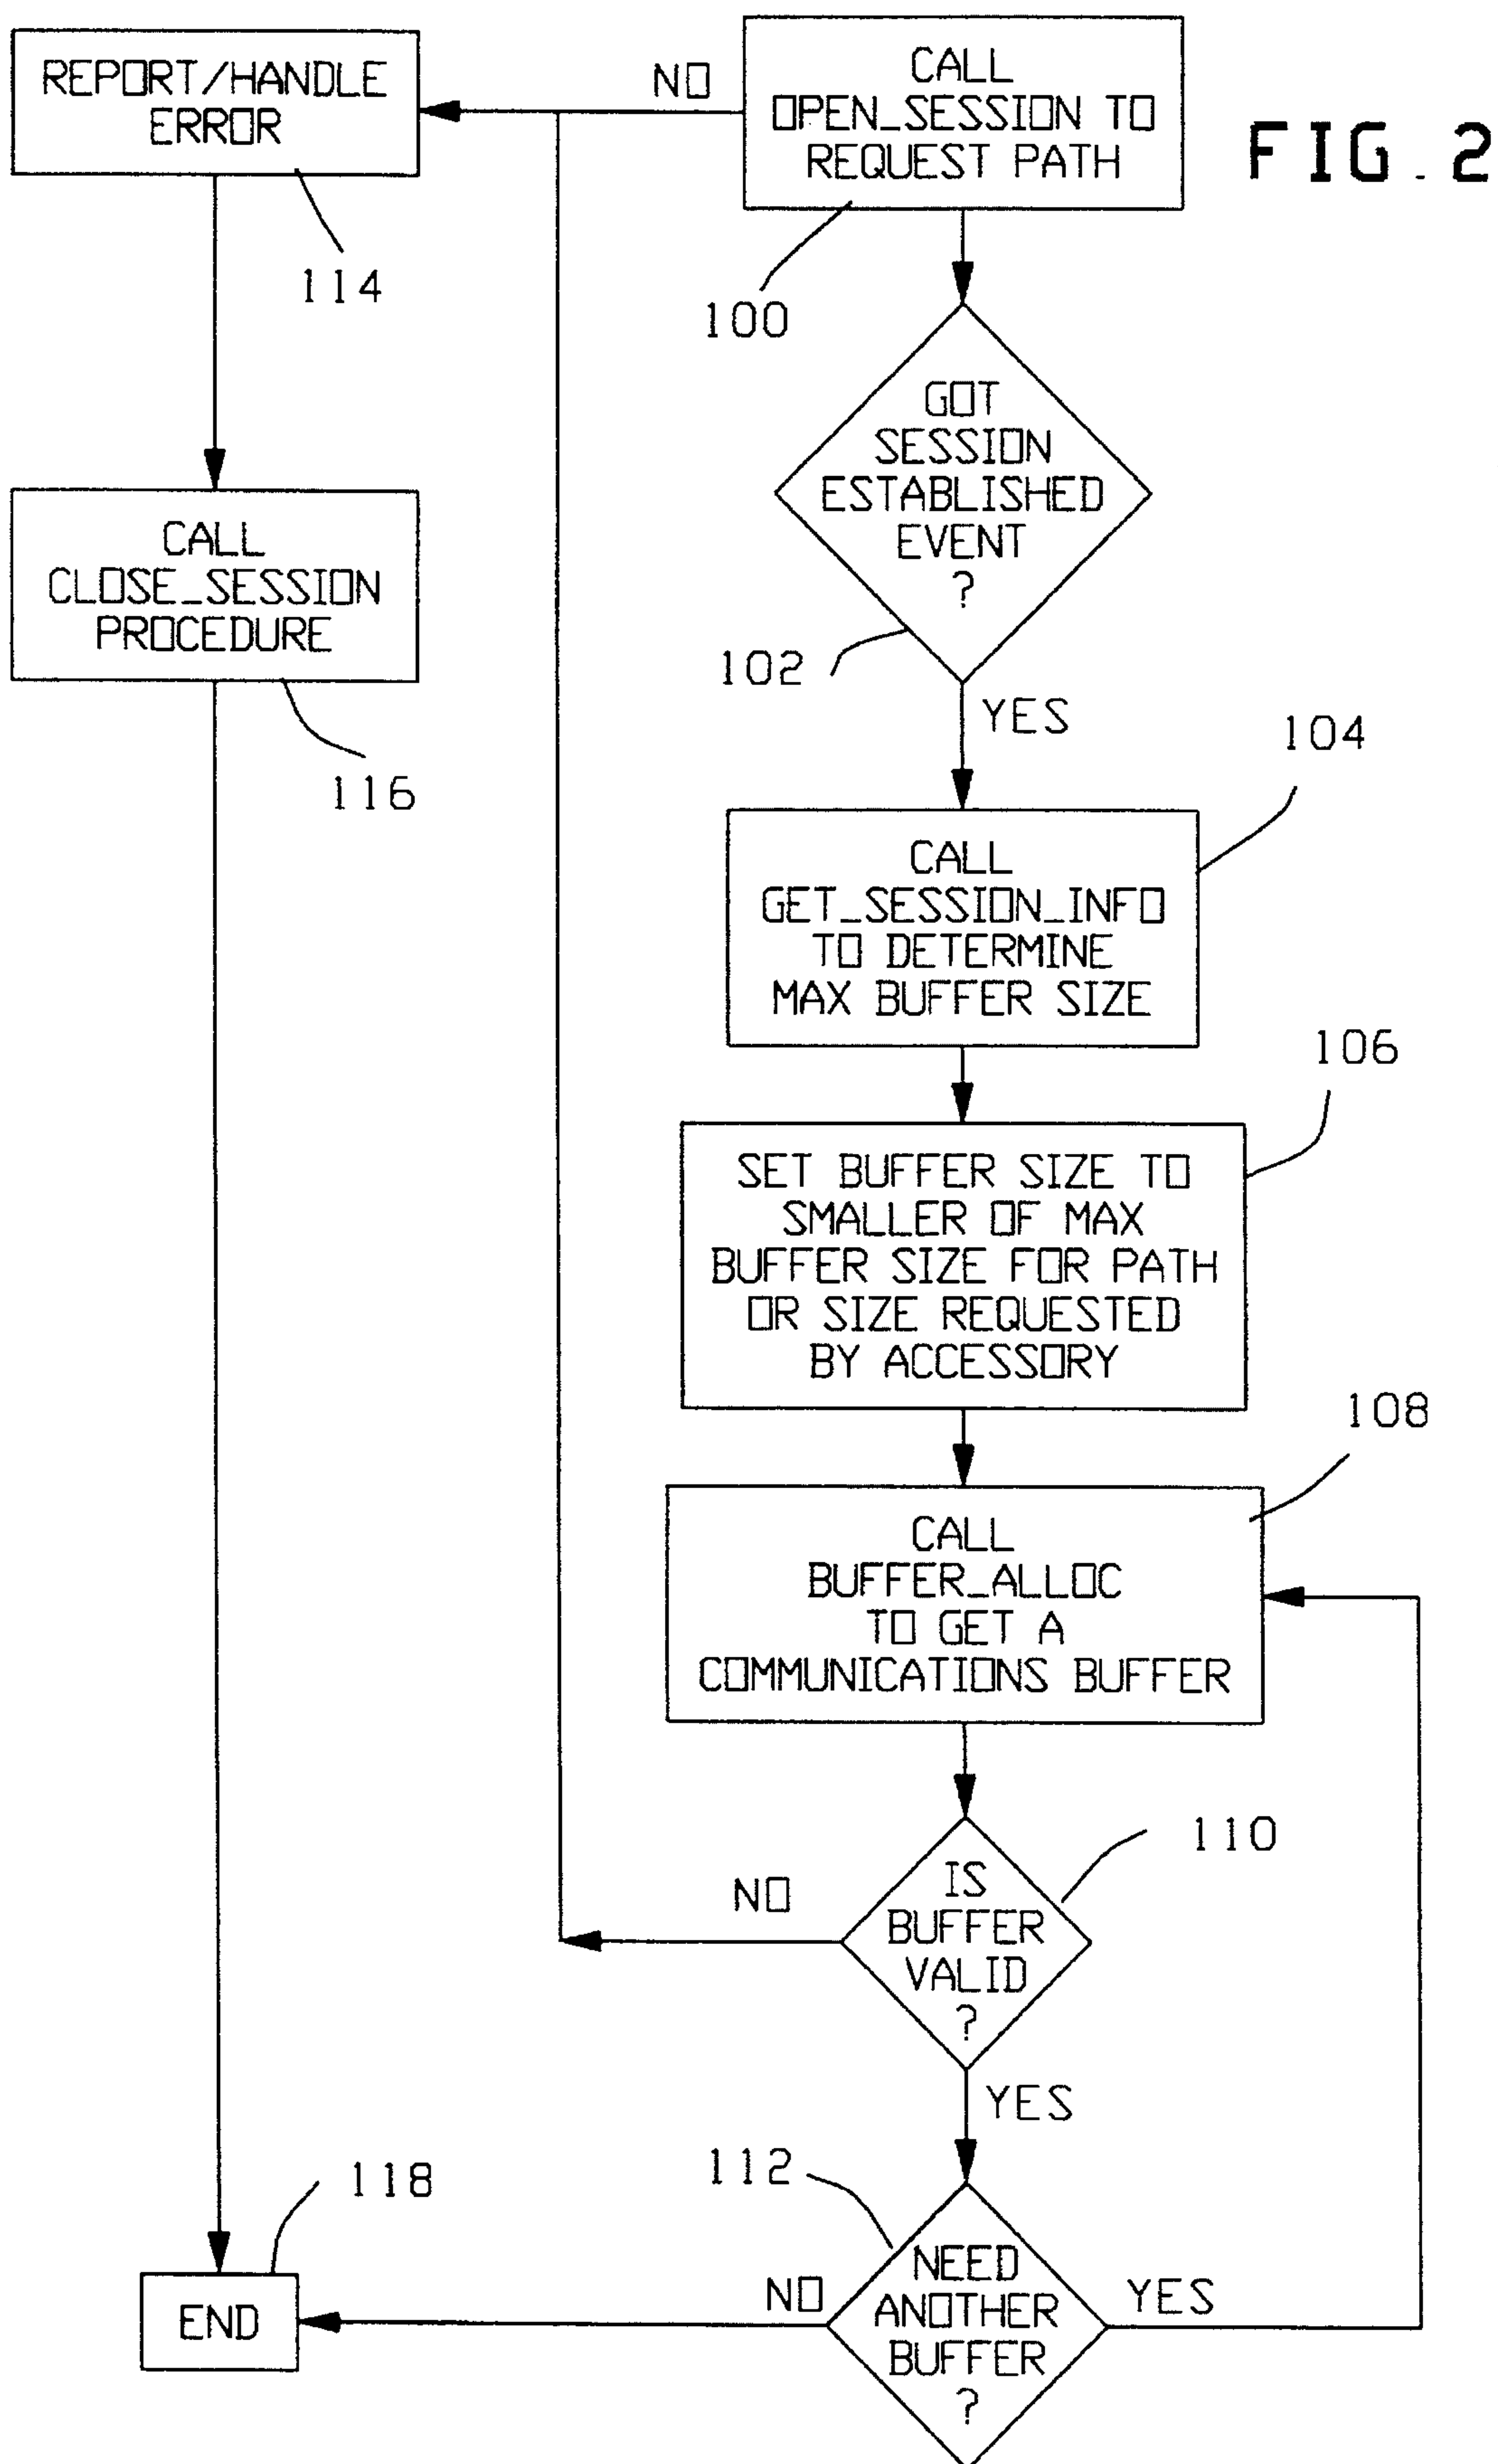 REPORT/HANDLE
ERROR
NO
CALL
OPEN_SESSION TO
REQUEST PATH
FIG. 2
114
100
GOT
SESSION
ESTABLISHED
EVENT
?
CALL
CLOSE_SESSION
PROCEDURE
102
YES
116
104
CALL
GET_SESSION_INFO
TO DETERMINE
MAX BUFFER SIZE
106
SET BUFFER SIZE TO
SMALLER OF MAX
BUFFER SIZE FOR PATH
OR SIZE REQUESTED
BY ACCESSORY
108
CALL
BUFFER_ALLOC
TO GET A
COMMUNICATIONS BUFFER
110
NO
IS
BUFFER
VALID
?
YES
112
118
NEED
ANOTHER
BUFFER
?
NO
YES
END